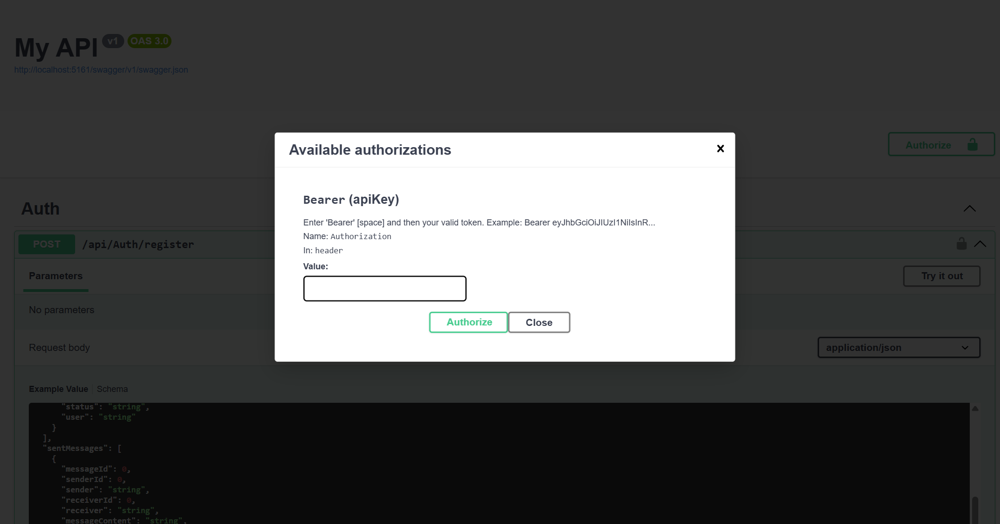 My API v1 OAS 3.0
http://localhost:5161/swagger/v1/swagger.json
Authorize
Available authorizations
Bearer (apiKey)
Enter 'Bearer' [space] and then your valid token. Example: Bearer eyJhbGciOiJIUzI1NiIsInR...
Name: Authorization
In: header
Value:
Authorize Close
Auth
POST /api/Auth/register
Parameters
Try it out
No parameters
Request body
application/json
Example Value Schema
"status": "string",
"user": "string"
}
],
"sentMessages": [
{
"messageId": 0,
"senderId": 0,
"sender": "string",
"receiverId": 0,
"receiver": "string",
"messageContent": "string",